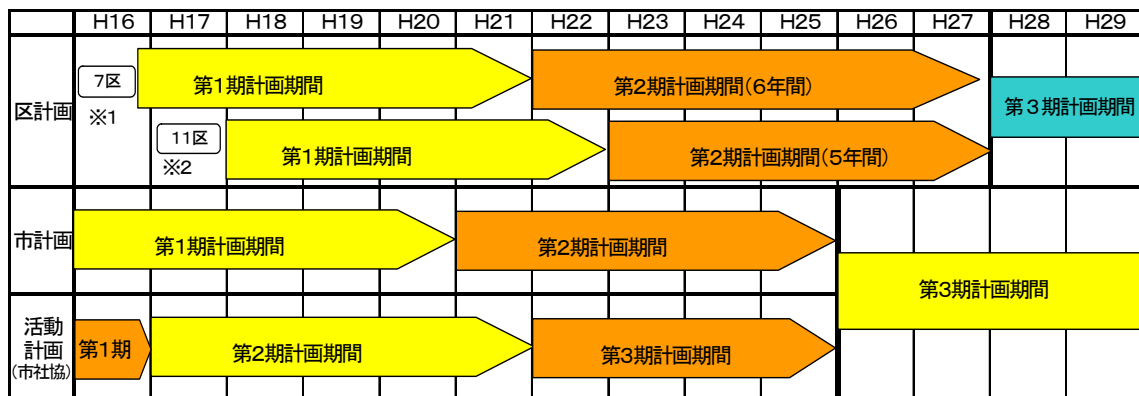 H16 H17 H18 H19 H20 H21 H22 H23 H24 H25 H26 H27 H28 H29
区計画
7区
※1
第1期計画期間
第2期計画期間(6年間)
第3期計画期間
11区
※2
第1期計画期間
第2期計画期間(5年間)
市計画
第1期計画期間
第2期計画期間
第3期計画期間
活動
計画
(市社協)
第1期
第2期計画期間
第3期計画期間